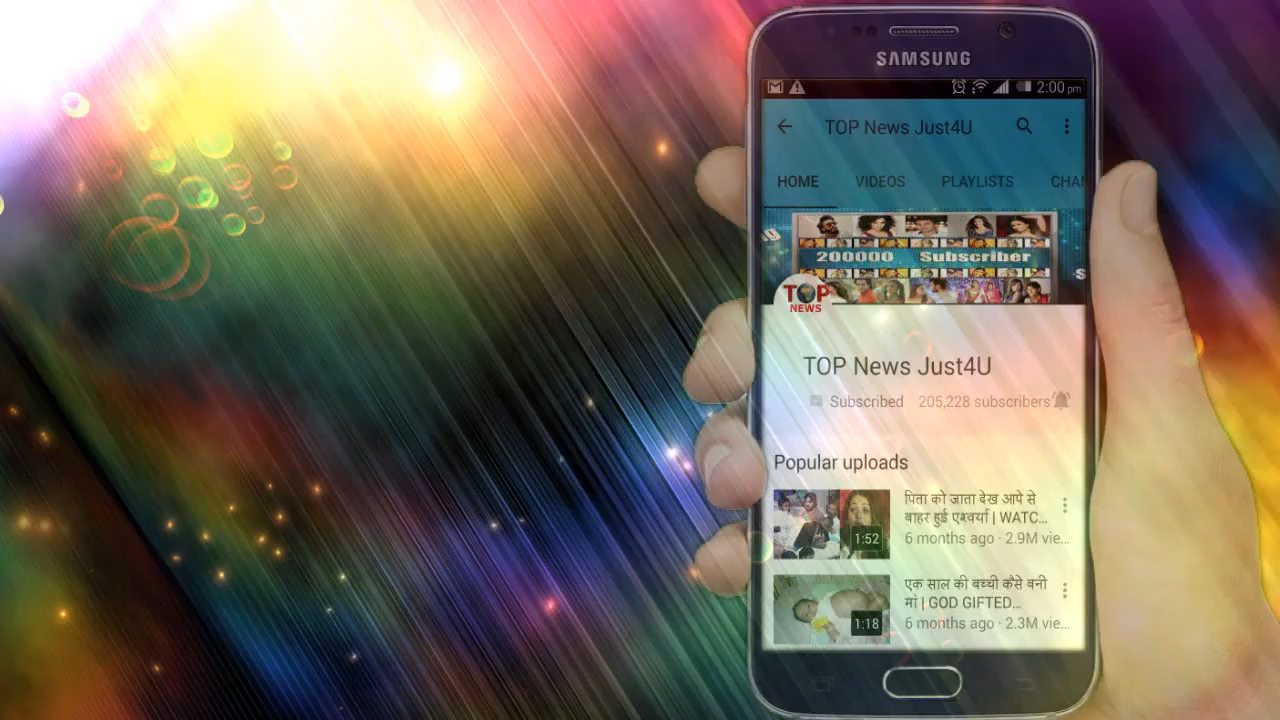 SAMSUNG
2:00 pm
TOP News Just4U
HOME VIDEOS PLAYLISTS CHAN
200000 Subscriber
TOP
NEWS
TOP News Just4U
Subscribed 205,228 subscribers
Popular uploads
पिता को जाता देख आपे से
बाहर हुई एश्वर्या | WATC...
1:52
6 months ago · 2.9M vie...
एक साल की बच्ची कैसे बनी
मां | GOD GIFTED...
1:18
6 months ago · 2.3M vie...